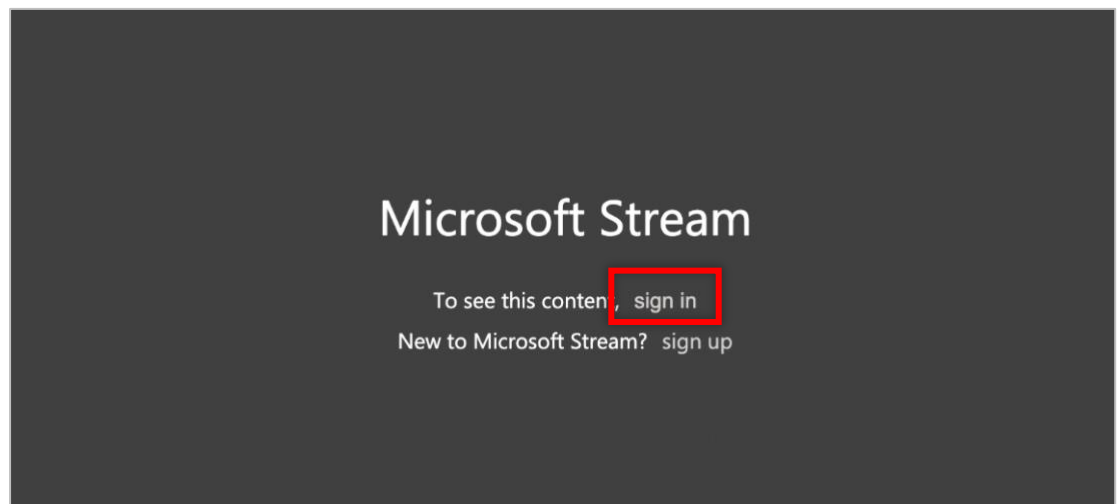 Microsoft Stream
To see this content, sign in
New to Microsoft Stream? sign up